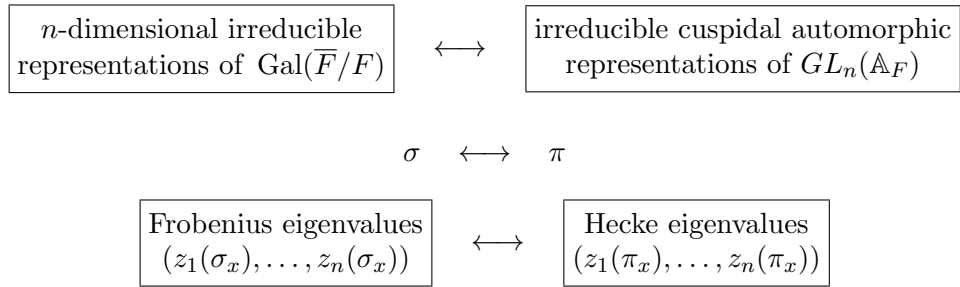 n-dimensional irreducible
representations of Gal(F̅/F)
⟷
irreducible cuspidal automorphic
representations of GLₙ(𝔸_F)
σ ⟷ π
Frobenius eigenvalues
(z₁(σₓ), . . . , zₙ(σₓ))
⟷
Hecke eigenvalues
(z₁(πₓ), . . . , zₙ(πₓ))